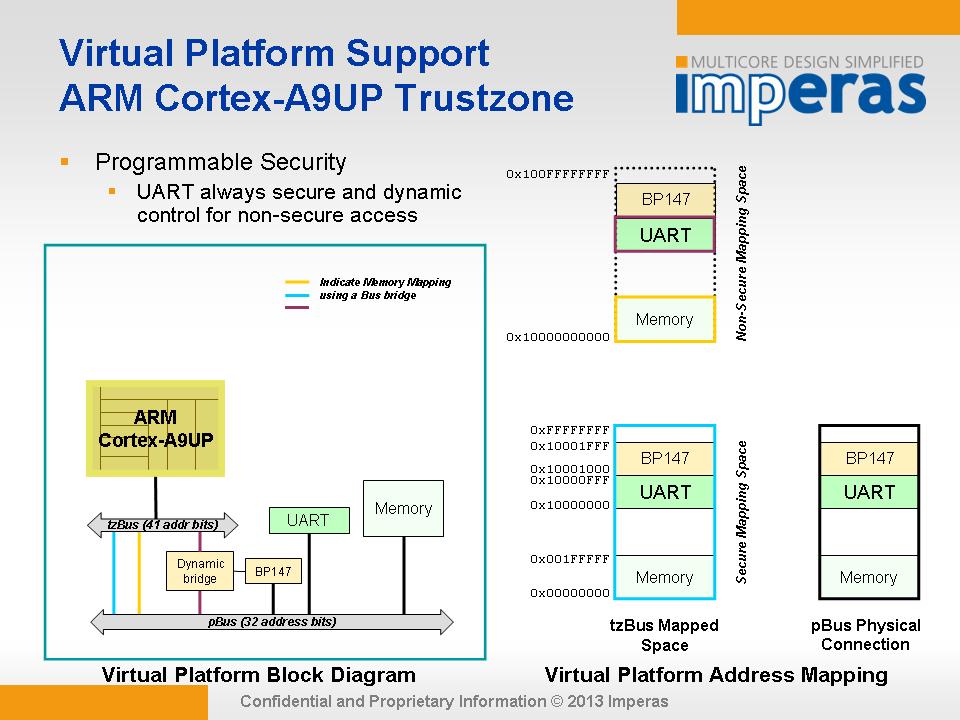 Virtual Platform Support
ARM Cortex-A9UP Trustzone
MULTICORE DESIGN SIMPLIFIED
imperas
Programmable Security
UART always secure and dynamic
control for non-secure access
Indicate Memory Mapping
using a Bus bridge
ARM
Cortex-A9UP
tzBus (41 addr bits)
UART
Memory
Dynamic
bridge
BP147
pBus (32 address bits)
Virtual Platform Block Diagram
0x100FFFFFFFF
BP147
UART
Memory
0x10000000000
Non-Secure Mapping Space
0xFFFFFFFF
0x10001FFF
0x10001000
0x10000FFF
0x10000000
0x001FFFFF
0x00000000
BP147
UART
Memory
Secure Mapping Space
tzBus Mapped
Space
BP147
UART
Memory
pBus Physical
Connection
Virtual Platform Address Mapping
Confidential and Proprietary Information © 2013 Imperas